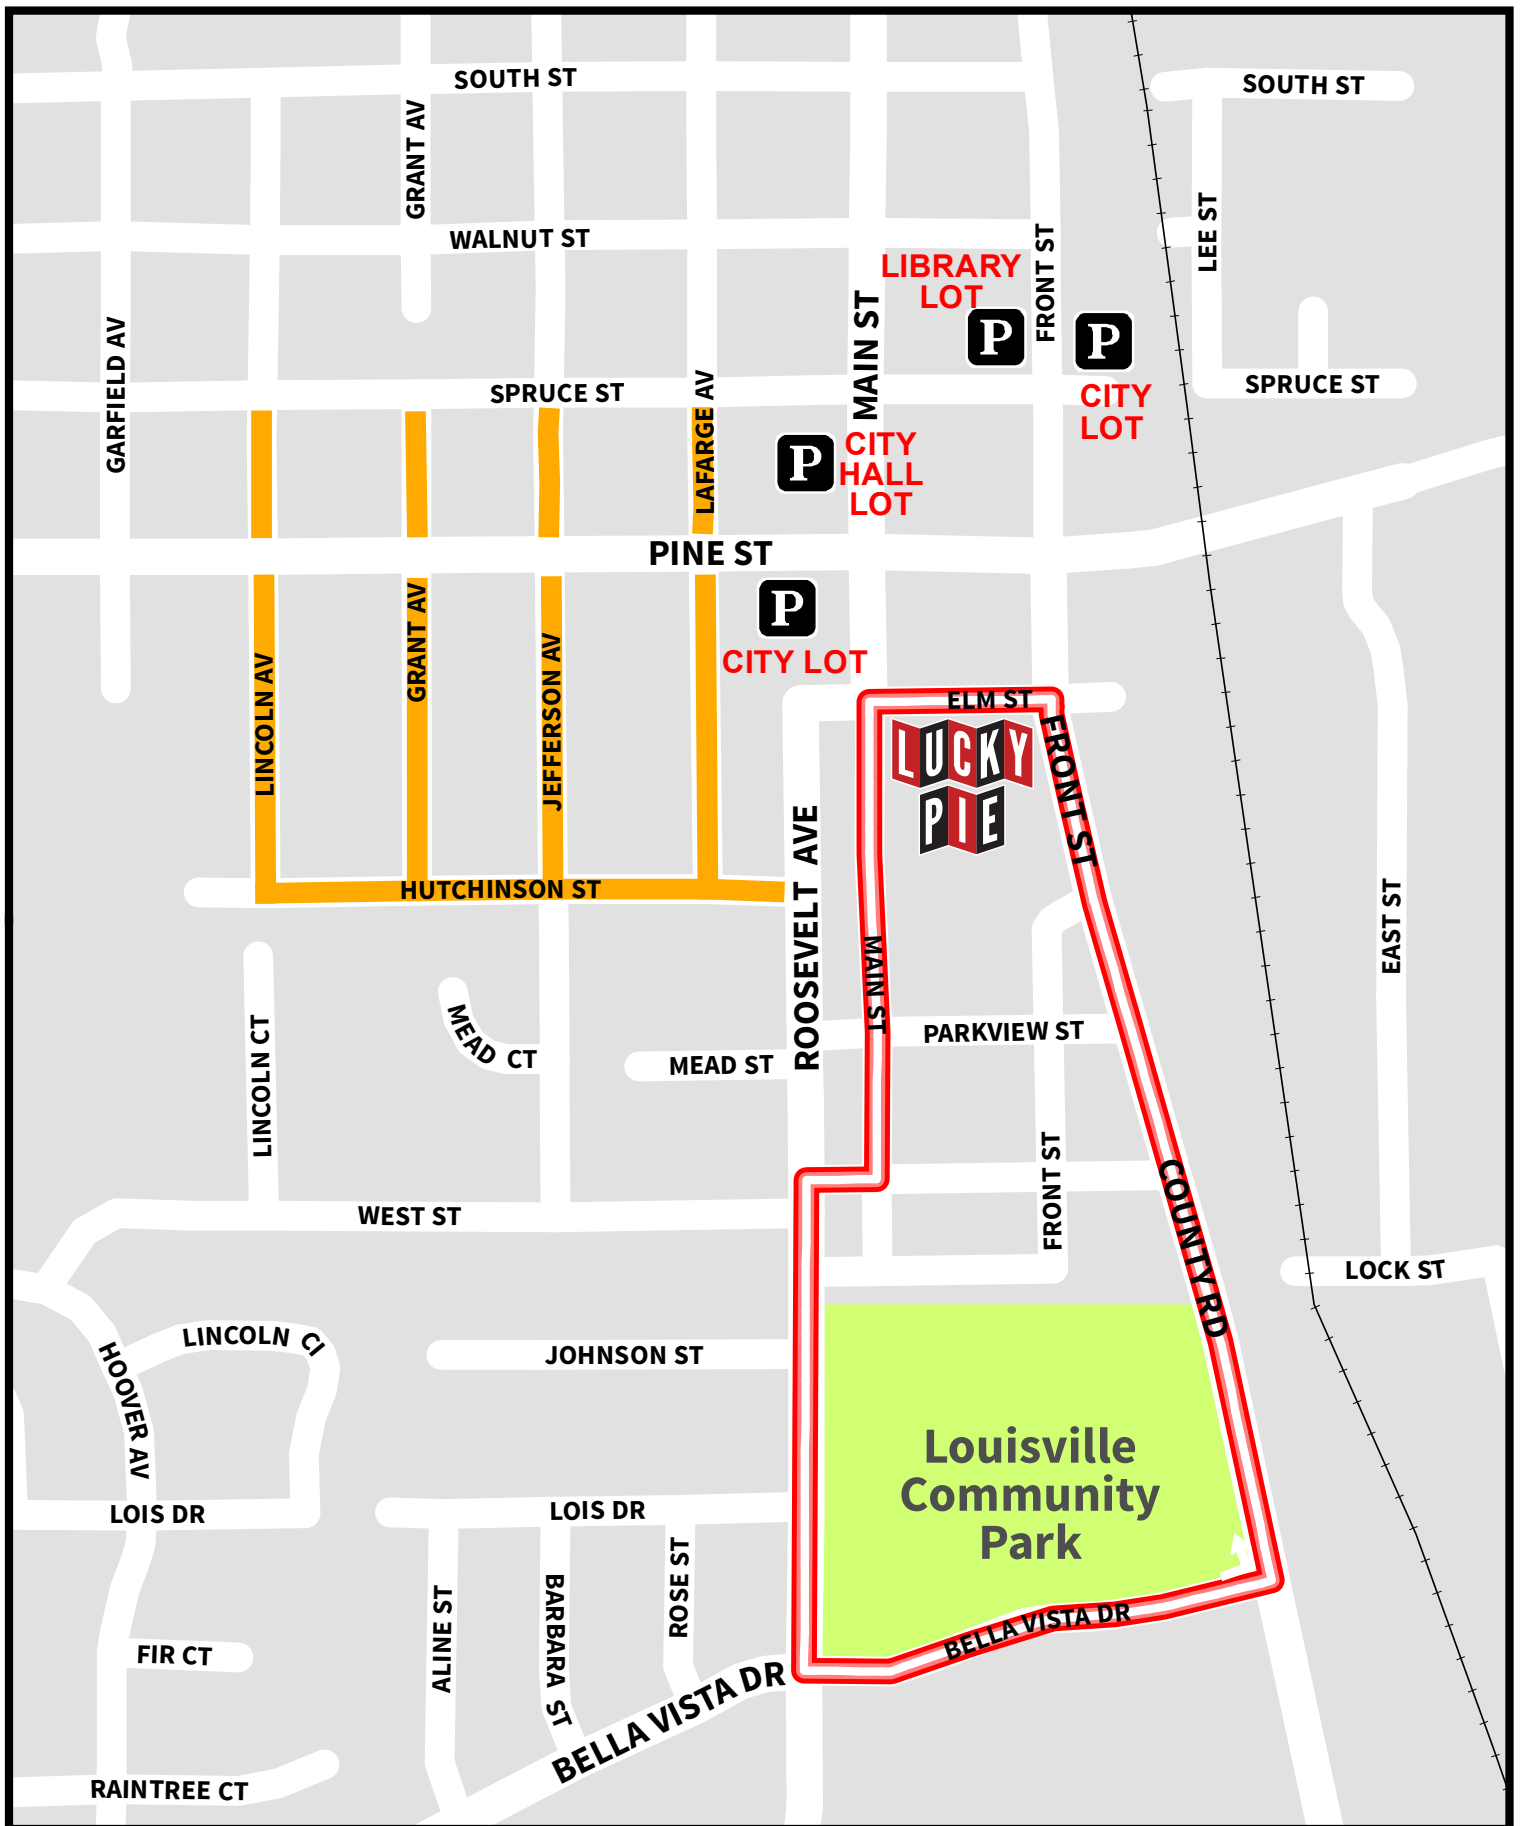 SOUTH ST
SOUTH ST
GRANT AV
WALNUT ST
LEE ST
FRONT ST
LIBRARY
LOT
P
P
MAIN ST
GARFIELD AV
SPRUCE ST
SPRUCE ST
LAFARGE AV
CITY
LOT
P
CITY
HALL
LOT
PINE ST
P
CITY LOT
LINCOLN AV
GRANT AV
JEFFERSON AV
ELM ST
LUCKY
PIE
FRONT ST
ROOSEVELT AVE
HUTCHINSON ST
MAIN ST
EAST ST
LINCOLN CT
MEAD CT
MEAD ST
PARKVIEW ST
FRONT ST
COUNTY RD
WEST ST
LOCK ST
LINCOLN CI
HOOVER AV
JOHNSON ST
Louisville
Community
Park
LOIS DR
LOIS DR
ROSE ST
BARBARA ST
ALINE ST
FIR CT
BELLA VISTA DR
BELLA VISTA DR
RAINTREE CT